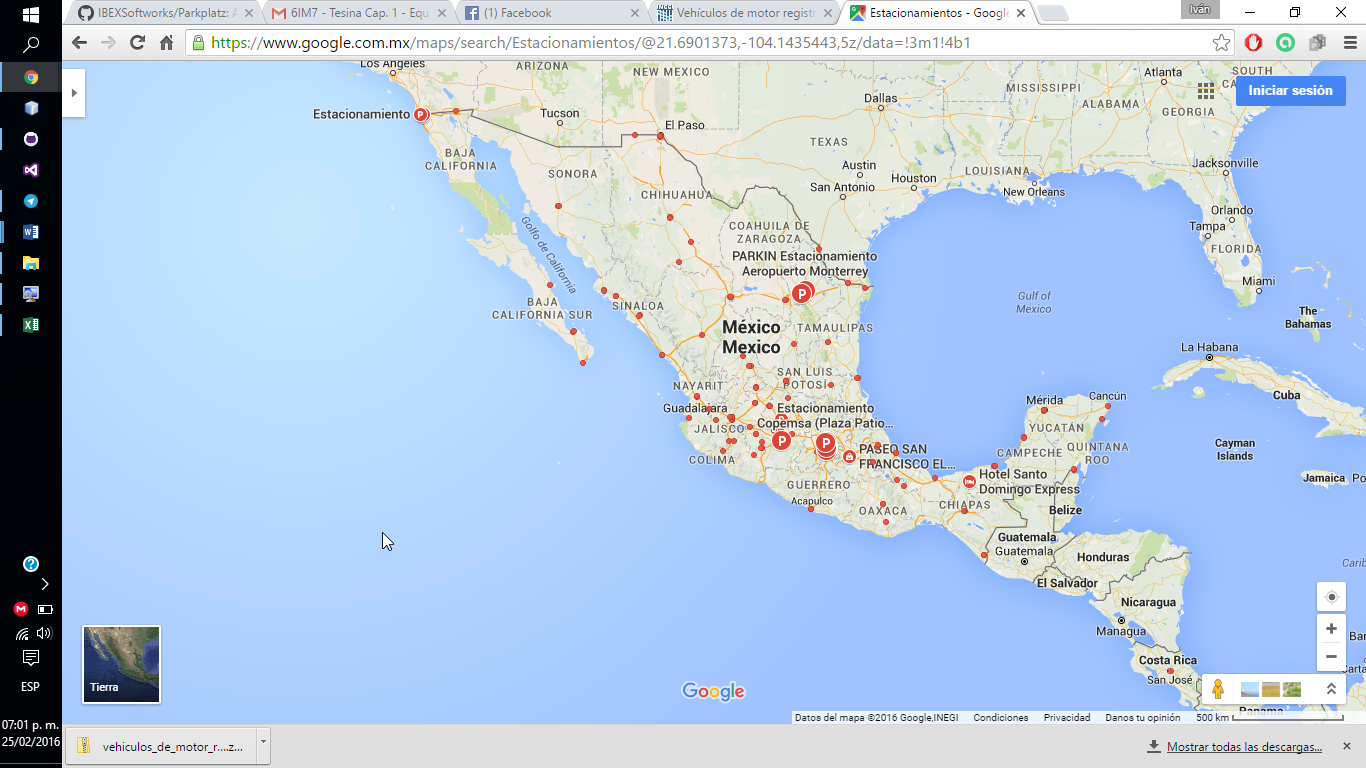 IBEXSoftworks/Parkplatz: A
6IM7 - Tesina Cap. 1 - Equ
(1) Facebook
Vehículos de motor regist
Estacionamientos - Google
Iván
https://www.google.com.mx/maps/search/Estacionamientos/@21.6901373,-104.1435443,5z/data=!3m1!4b1
Iniciar sesión
Los Angeles
ARIZONA
NEW MEXICO
Atlanta
SOUTH
Dallas
MISSISSIPPI
ALABAMA
GEORGIA
Estacionamiento
Tucson
El Paso
TEXAS
BAJA
CALIFORNIA
SONORA
CHIHUAHUA
Austin
San Antonio
Houston
LOUISIANA
New Orleans
Jacksonville
Orlando
Tampa
FLORIDA
Miami
Golfo de California
COAHUILA DE
ZARAGOZA
PARKIN Estacionamiento
Aeropuerto Monterrey
P
BAJA
CALIFORNIA SUR
SINALOA
México
Mexico
TAMAULIPAS
Gulf of
Mexico
The
Bahamas
La Habana
Cuba
SAN LUIS
POTOSÍ
NAYARIT
Guadalajara
JALISCO
COLIMA
Estacionamiento
Copemsa (Plaza Patio...
P
P
PASEO SAN
FRANCISCO EL...
GUERRERO
Acapulco
OAXACA
CHIAPAS
Hotel Santo
Domingo Express
Mérida
Cancún
YUCATÁN
CAMPECHE
QUINTANA
ROO
Cayman
Islands
Jamaica
Po
Belize
Guatemala
Guatemala
Honduras
El Salvador
Nicaragua
Managua
Costa Rica
San José
Panama
Carib
Bar
Carta
Tierra
Google
Datos del mapa ©2016 Google,INEGI
Condiciones
Privacidad
Danos tu opinión
500 km
ESP
07:01 p. m.
25/02/2016
vehiculos_de_motor_r....z...
Mostrar todas las descargas...